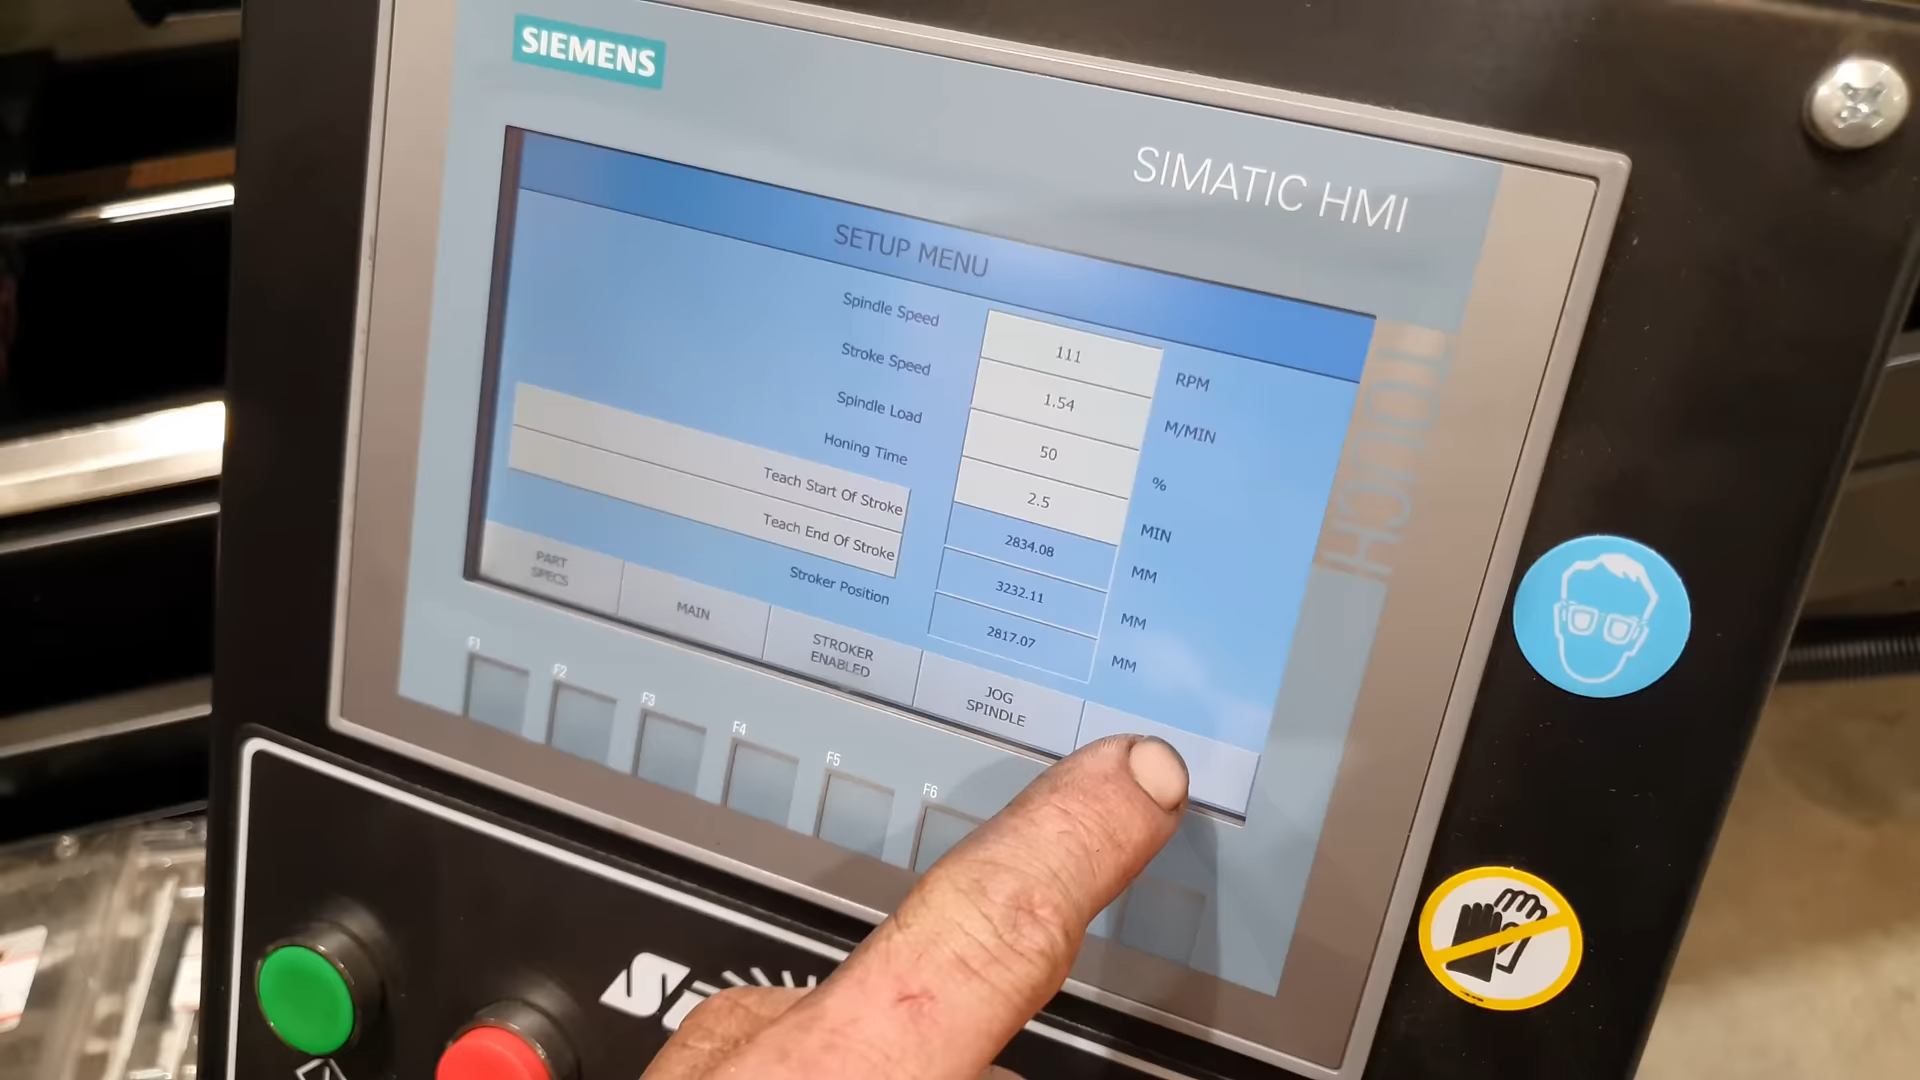 SIEMENS
SIMATIC HMI
TOUCH
SETUP MENU
Spindle Speed 111 RPM
Stroke Speed 1.54 M/MIN
Spindle Load 50 %
Honing Time 2.5 MIN
Teach Start Of Stroke 2834.08 MM
Teach End Of Stroke 3232.11 MM
Stroker Position 2817.07 MM
PART
SPECS
MAIN
STROKER
ENABLED
JOG
SPINDLE
F1
F2
F3
F4
F5
F6